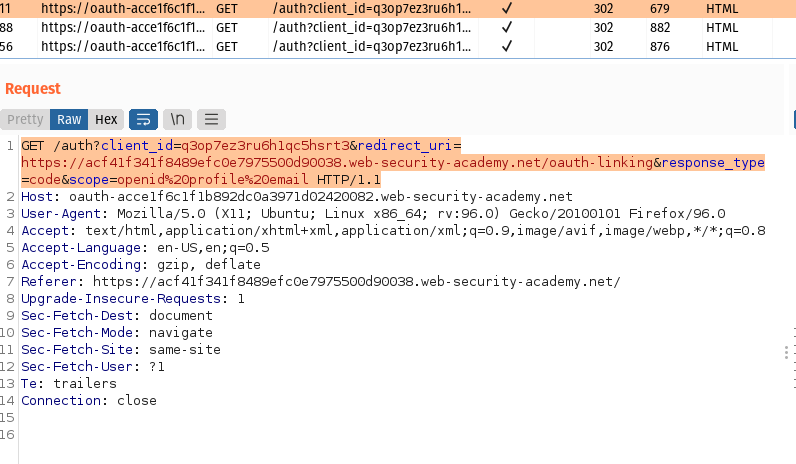 11 https://oauth-acce1f6c1f1... GET /auth?client_id=q3op7ez3ru6h1... ✓ 302 679 HTML
88 https://oauth-acce1f6c1f1... GET /auth?client_id=q3op7ez3ru6h1... ✓ 302 882 HTML
56 https://oauth-acce1f6c1f1... GET /auth?client_id=q3op7ez3ru6h1... ✓ 302 876 HTML
Request
Pretty Raw Hex \n
1 GET /auth?client_id=q3op7ez3ru6h1qc5hsrt3&redirect_uri=
https://acf41f341f8489efc0e7975500d90038.web-security-academy.net/oauth-linking&response_type
=code&scope=openid%20profile%20email HTTP/1.1
2 Host: oauth-acce1f6c1f1b892dc0a3971d02420082.web-security-academy.net
3 User-Agent: Mozilla/5.0 (X11; Ubuntu; Linux x86_64; rv:96.0) Gecko/20100101 Firefox/96.0
4 Accept: text/html,application/xhtml+xml,application/xml;q=0.9,image/avif,image/webp,*/*;q=0.8
5 Accept-Language: en-US,en;q=0.5
6 Accept-Encoding: gzip, deflate
7 Referer: https://acf41f341f8489efc0e7975500d90038.web-security-academy.net/
8 Upgrade-Insecure-Requests: 1
9 Sec-Fetch-Dest: document
10 Sec-Fetch-Mode: navigate
11 Sec-Fetch-Site: same-site
12 Sec-Fetch-User: ?1
13 Te: trailers
14 Connection: close
15
16